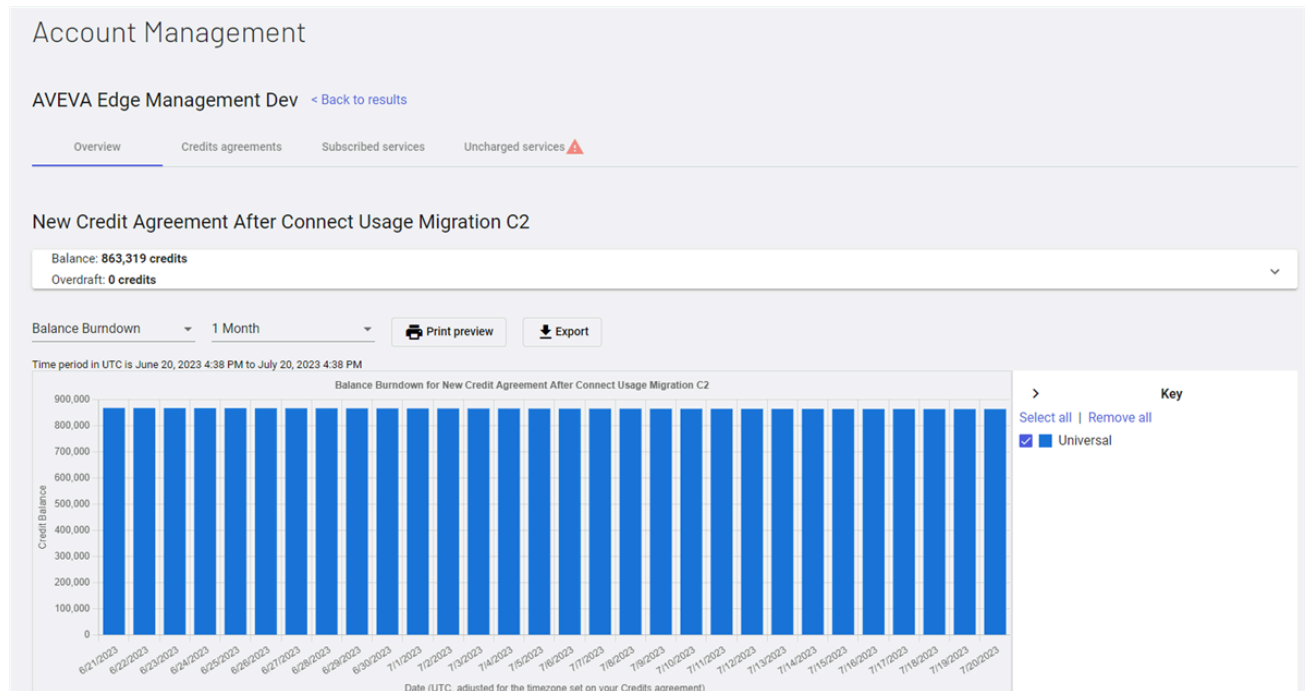 Account Management
AVEVA Edge Management Dev < Back to results
Overview Credits agreements Subscribed services Uncharged services
New Credit Agreement After Connect Usage Migration C2
Balance: 863,319 credits
Overdraft: 0 credits
Balance Burndown 1 Month Print preview Export
Time period in UTC is June 20, 2023 4:38 PM to July 20, 2023 4:38 PM
Balance Burndown for New Credit Agreement After Connect Usage Migration C2
Key
Select all | Remove all
Universal
Credit Balance
900,000
800,000
700,000
600,000
500,000
400,000
300,000
200,000
100,000
0
6/21/2023 6/22/2023 6/23/2023 6/24/2023 6/25/2023 6/26/2023 6/27/2023 6/28/2023 6/29/2023 6/30/2023 7/1/2023 7/2/2023 7/3/2023 7/4/2023 7/5/2023 7/6/2023 7/7/2023 7/8/2023 7/9/2023 7/10/2023 7/11/2023 7/12/2023 7/13/2023 7/14/2023 7/15/2023 7/16/2023 7/17/2023 7/18/2023 7/19/2023 7/20/2023
Date (UTC, adjusted for the timezone set on your Credits agreement)